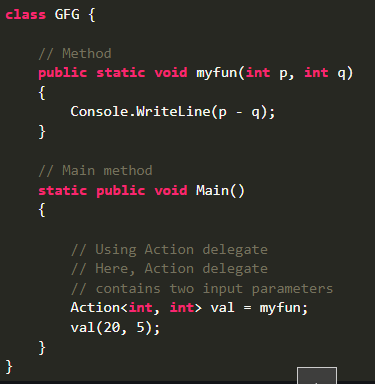 class GFG {
// Method
public static void myfun(int p, int q)
{
Console.WriteLine(p - q);
}
// Main method
static public void Main()
{
// Using Action delegate
// Here, Action delegate
// contains two input parameters
Action<int, int> val = myfun;
val(20, 5);
}
}